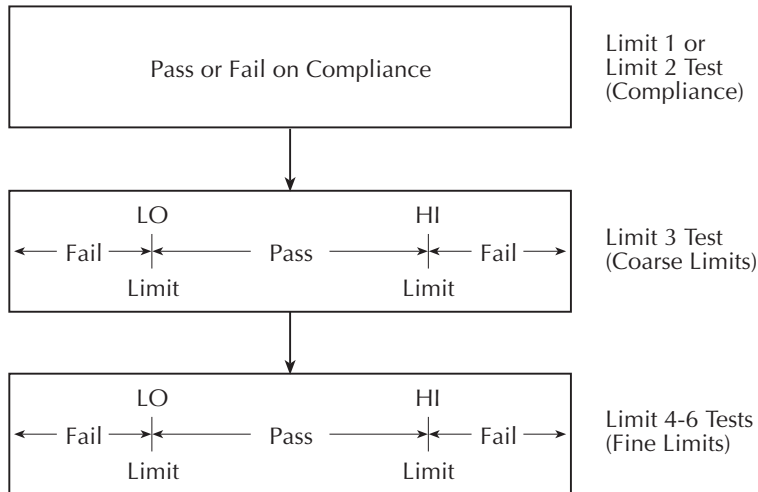 Pass or Fail on Compliance
Limit 1 or
Limit 2 Test
(Compliance)
LO HI
Fail Pass Fail
Limit Limit
Limit 3 Test
(Coarse Limits)
LO HI
Fail Pass Fail
Limit Limit
Limit 4-6 Tests
(Fine Limits)